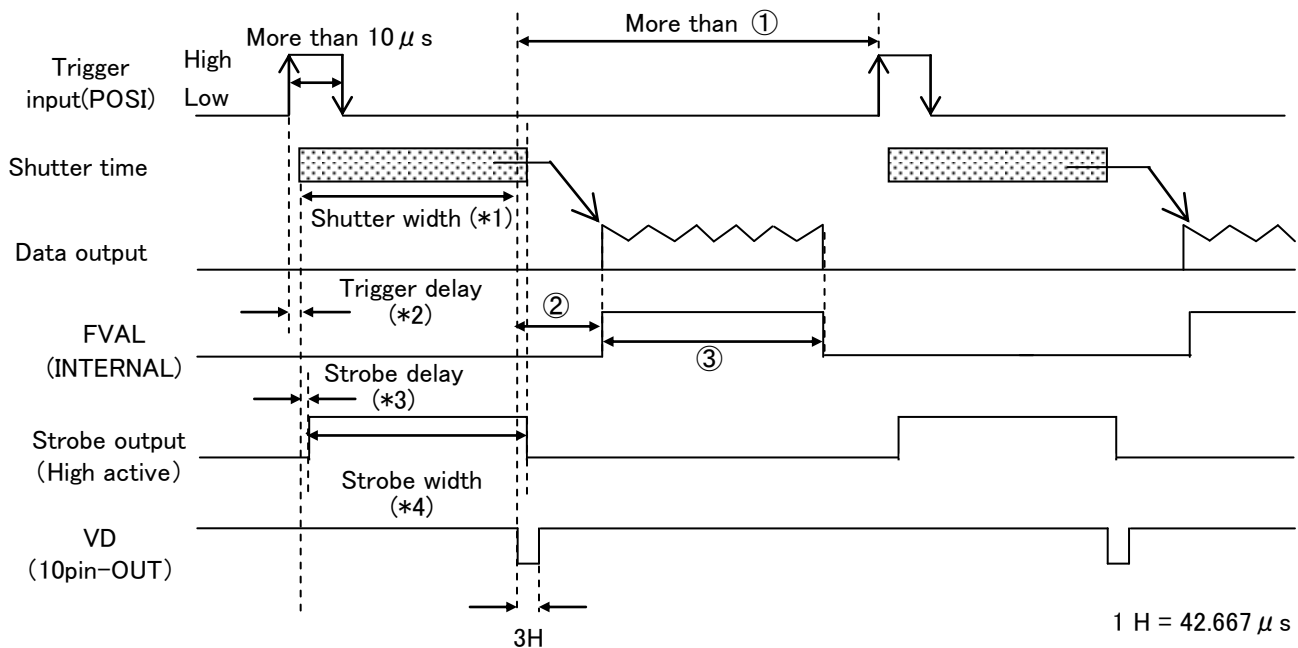 More than ①
More than 10 μ s
Trigger
input(POSI)
High
Low
Shutter time
Shutter width (*1)
Data output
Trigger delay
(*2)
②
FVAL
(INTERNAL)
③
Strobe delay
(*3)
Strobe output
(High active)
Strobe width
(*4)
VD
(10pin-OUT)
3H
1 H = 42.667 μ s